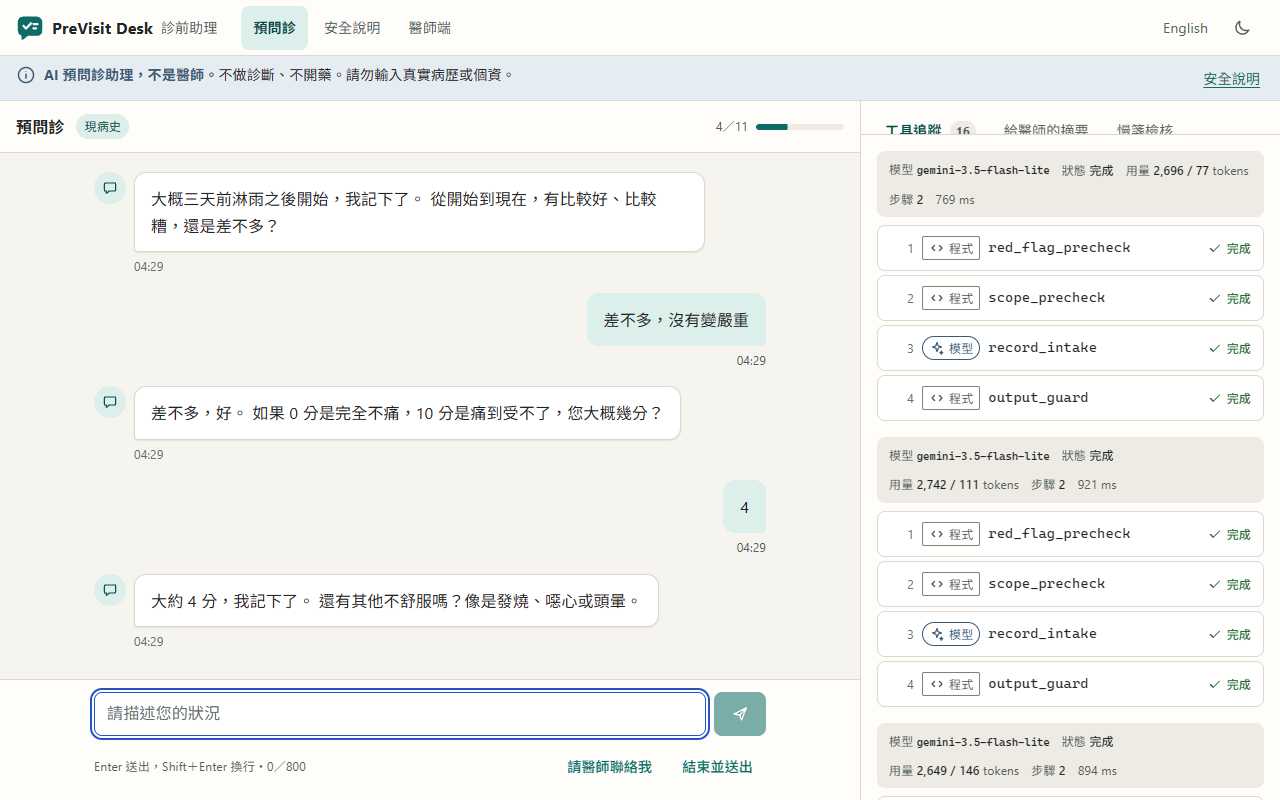 PreVisit Desk 診前助理 預問診 安全說明 醫師端 English
AI 預問診助理，不是醫師。不做診斷、不開藥。請勿輸入真實病歷或個資。 安全說明
預問診 現病史 4／11
大概三天前淋雨之後開始，我記下了。 從開始到現在，有比較好、比較
糟，還是差不多？
04:29
差不多，沒有變嚴重
04:29
差不多，好。 如果 0 分是完全不痛，10 分是痛到受不了，您大概幾分？
04:29
4
04:29
大約 4 分，我記下了。 還有其他不舒服嗎？像是發燒、噁心或頭暈。
04:29
請描述您的狀況
Enter 送出，Shift＋Enter 換行・0／800
請醫師聯絡我 結束並送出
工具追蹤 16 給醫師的摘要 慢箋檢核
模型 gemini-3.5-flash-lite 狀態 完成 用量 2,696 / 77 tokens
步驟 2 769 ms
1 程式 red_flag_precheck 完成
2 程式 scope_precheck 完成
3 模型 record_intake 完成
4 程式 output_guard 完成
模型 gemini-3.5-flash-lite 狀態 完成
用量 2,742 / 111 tokens 步驟 2 921 ms
1 程式 red_flag_precheck 完成
2 程式 scope_precheck 完成
3 模型 record_intake 完成
4 程式 output_guard 完成
模型 gemini-3.5-flash-lite 狀態 完成
用量 2,649 / 146 tokens 步驟 2 894 ms